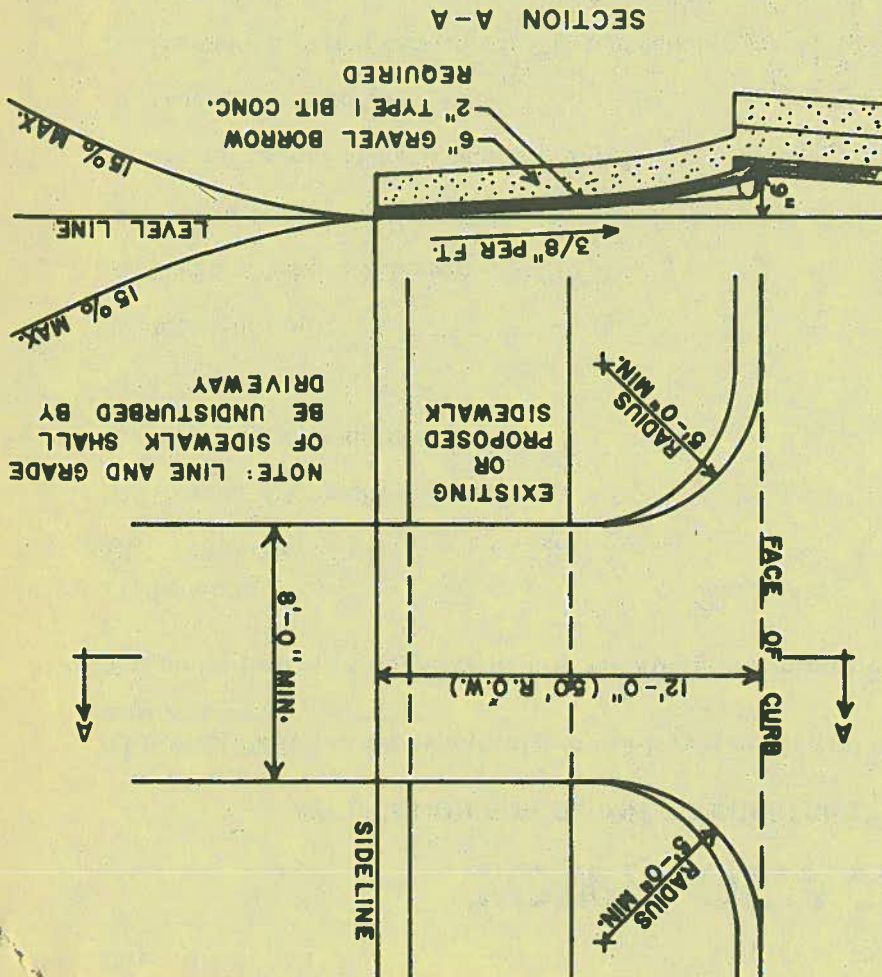 RADIUS
5'-0" MIN.
SIDELINE
A
12'-0" (50' R.O.W.)
8'-0" MIN.
A
FACE OF CURB
EXISTING
OR
PROPOSED
SIDEWALK
NOTE: LINE AND GRADE
OF SIDEWALK SHALL
BE UNDISTURBED BY
DRIVEWAY
RADIUS
5'-0" MIN.
15% MAX.
3/8" PER FT.
LEVEL LINE
6"
15% MAX.
6" GRAVEL BORROW
2" TYPE I BIT. CONC.
REQUIRED
SECTION A-A